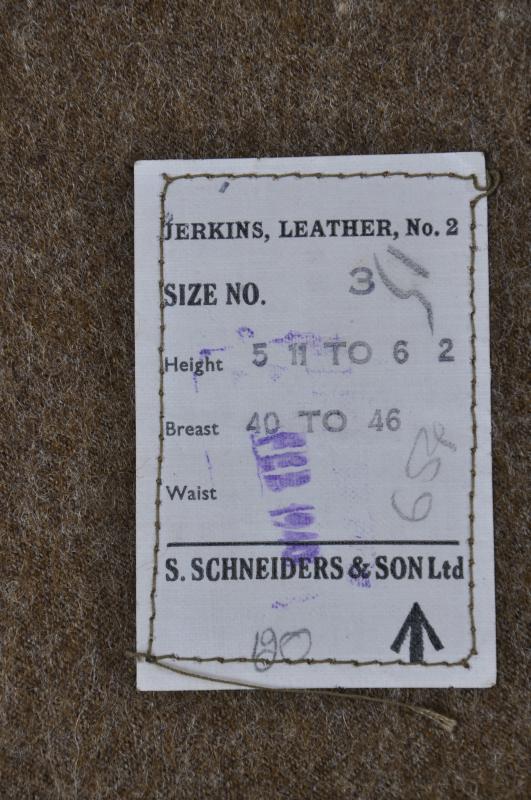 JERKINS, LEATHER, No. 2
SIZE NO. 3
Height 5 11 TO 6 2
Breast 40 TO 46
Waist
S. SCHNEIDERS & SON Ltd